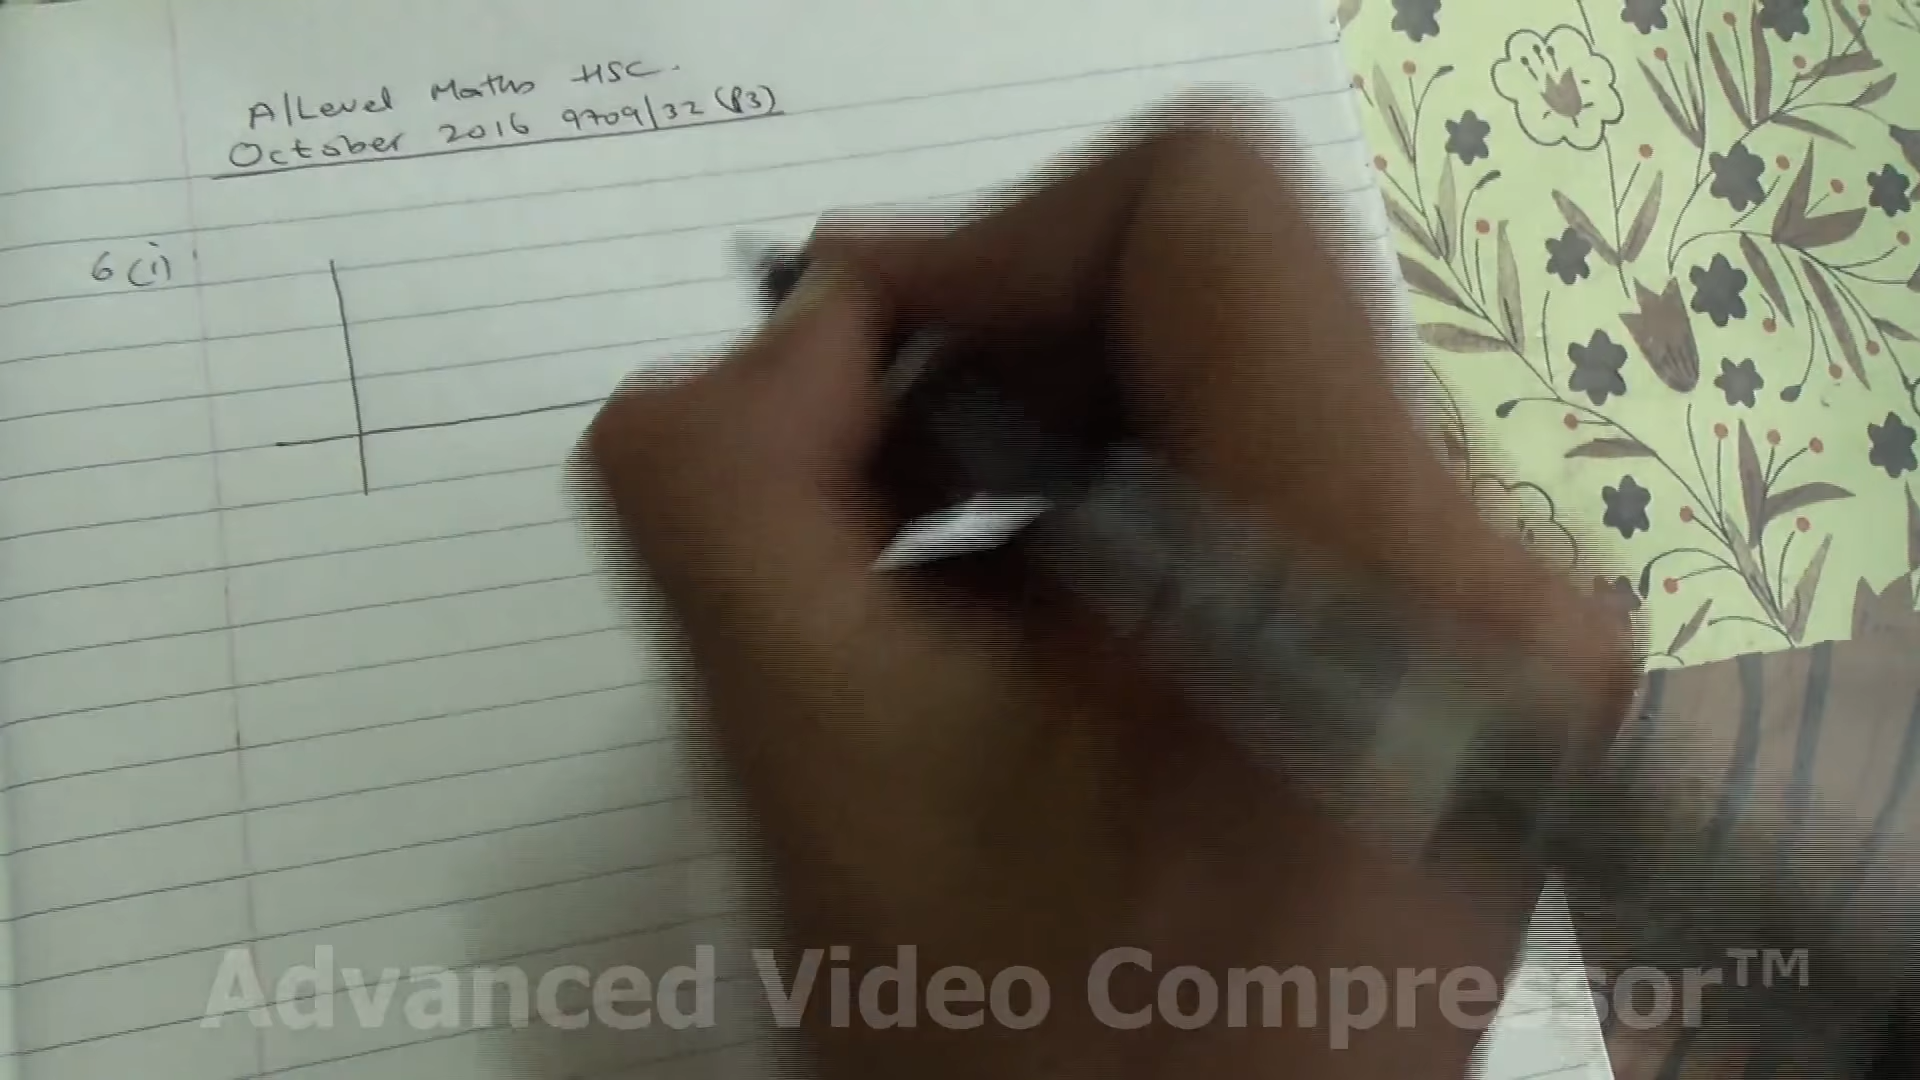 A/Level Maths HSC.
October 2016 9709/32 (P3)
6 (i)
Advanced Video Compressor™